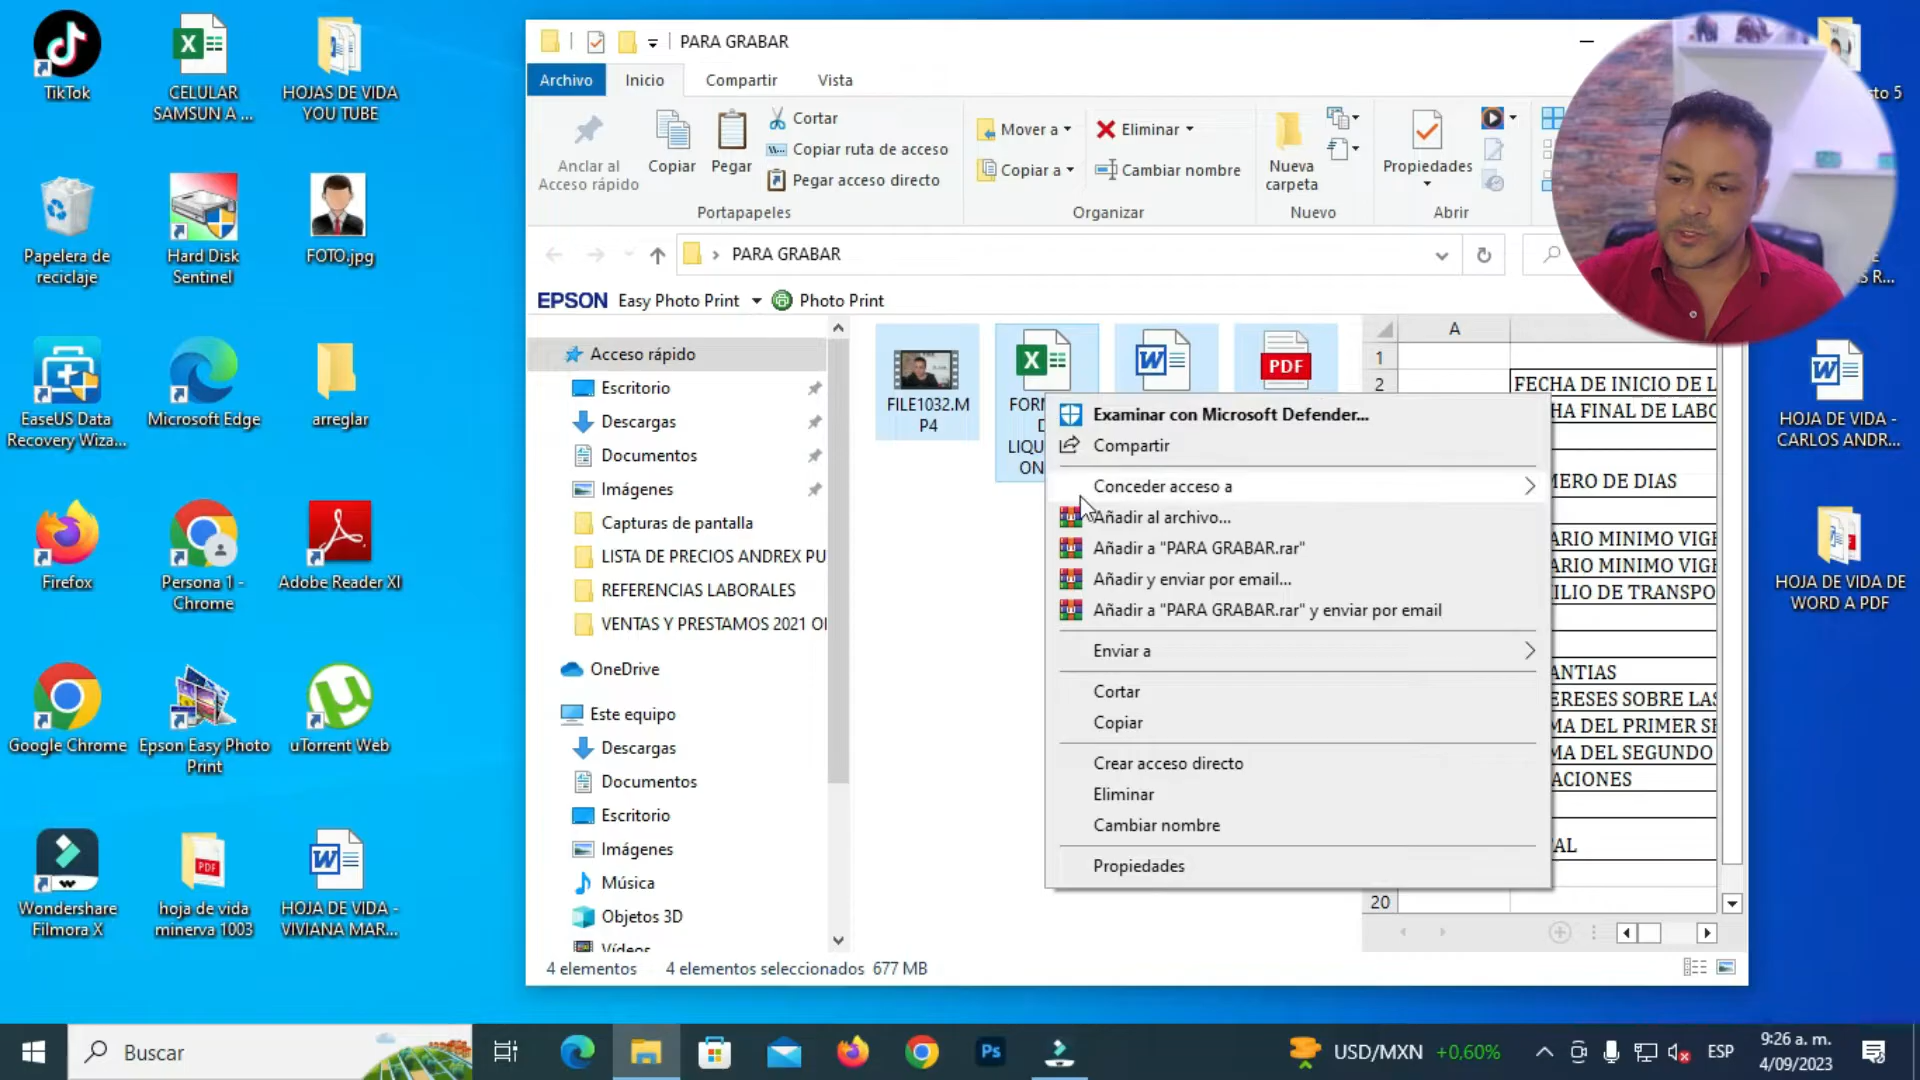 TikTok
CELULAR
SAMSUN A ...
HOJAS DE VIDA
YOU TUBE
Papelera de
reciclaje
Hard Disk
Sentinel
FOTO.jpg
EaseUS Data
Recovery Wiza...
Microsoft Edge
arreglar
Firefox
Persona 1 -
Chrome
Adobe Reader XI
Google Chrome
Epson Easy Photo
Print
uTorrent Web
Wondershare
Filmora X
hoja de vida
minerva 1003
HOJA DE VIDA -
VIVIANA MAR...
PARA GRABAR
Archivo
Inicio
Compartir
Vista
Anclar al
Acceso rápido
Copiar
Pegar
Cortar
Copiar ruta de acceso
Pegar acceso directo
Portapapeles
Mover a
Copiar a
Eliminar
Cambiar nombre
Organizar
Nueva
carpeta
Nuevo
Propiedades
Abrir
PARA GRABAR
EPSON Easy Photo Print
Photo Print
Acceso rápido
Escritorio
Descargas
Documentos
Imágenes
Capturas de pantalla
LISTA DE PRECIOS ANDREX PU
REFERENCIAS LABORALES
VENTAS Y PRESTAMOS 2021 OI
OneDrive
Este equipo
Descargas
Documentos
Escritorio
Imágenes
Música
Objetos 3D
Vídeos
FILE1032.M
P4
FOR
D
LIQU
ON
PDF
Examinar con Microsoft Defender...
Compartir
Conceder acceso a
Añadir al archivo...
Añadir a "PARA GRABAR.rar"
Añadir y enviar por email...
Añadir a "PARA GRABAR.rar" y enviar por email
Enviar a
Cortar
Copiar
Crear acceso directo
Eliminar
Cambiar nombre
Propiedades
A
1
2
FECHA DE INICIO DE L
HA FINAL DE LABO
MERO DE DIAS
ARIO MINIMO VIGE
ARIO MINIMO VIGE
ILIO DE TRANSPO
ANTIAS
ERESES SOBRE LAS
MA DEL PRIMER SE
MA DEL SEGUNDO
ACIONES
AL
20
4 elementos
4 elementos seleccionados 677 MB
sto 5
S R...
HOJA DE VIDA -
CARLOS ANDR...
HOJA DE VIDA DE
WORD A PDF
Buscar
Ps
USD/MXN +0,60%
ESP
9:26 a. m.
4/09/2023